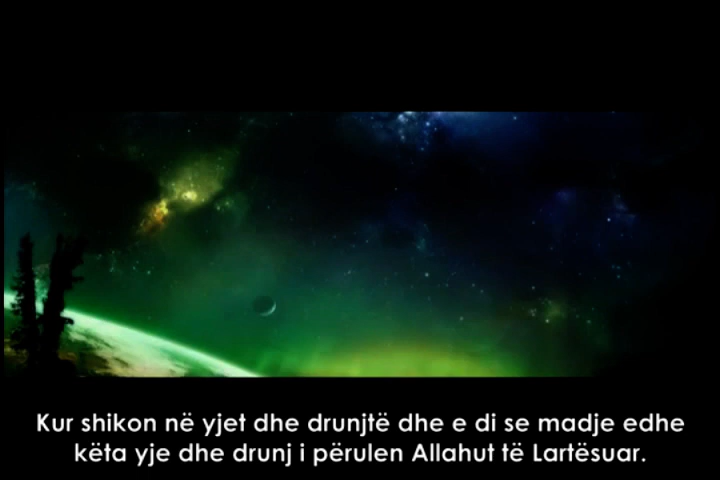 Kur shikon në yjet dhe drunjtë dhe e di se madje edhe
këta yje dhe drunj i përulen Allahut të Lartësuar.